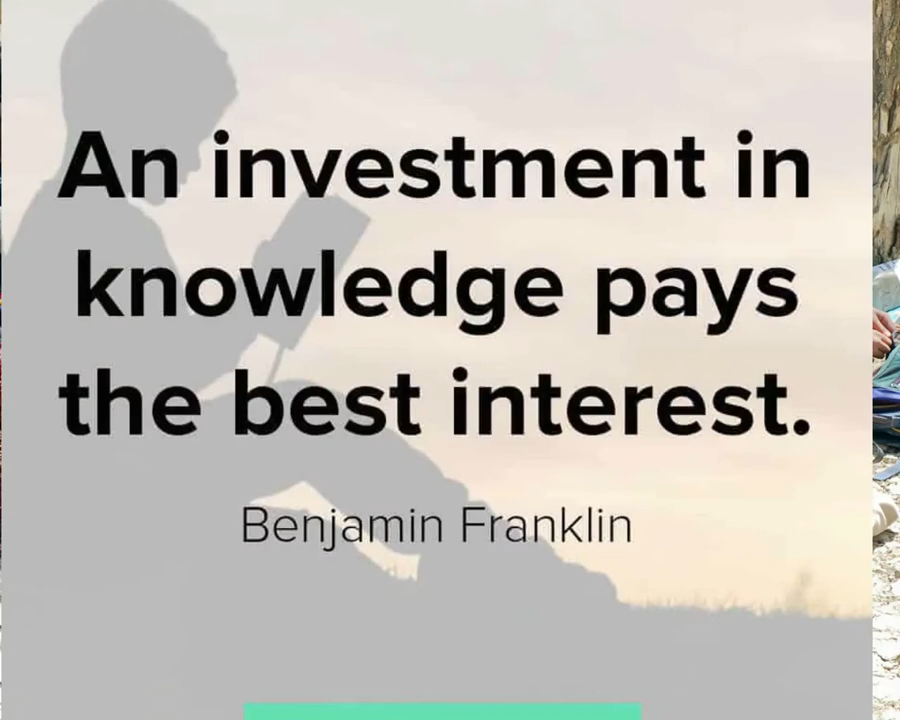 An investment in
knowledge pays
the best interest.
Benjamin Franklin